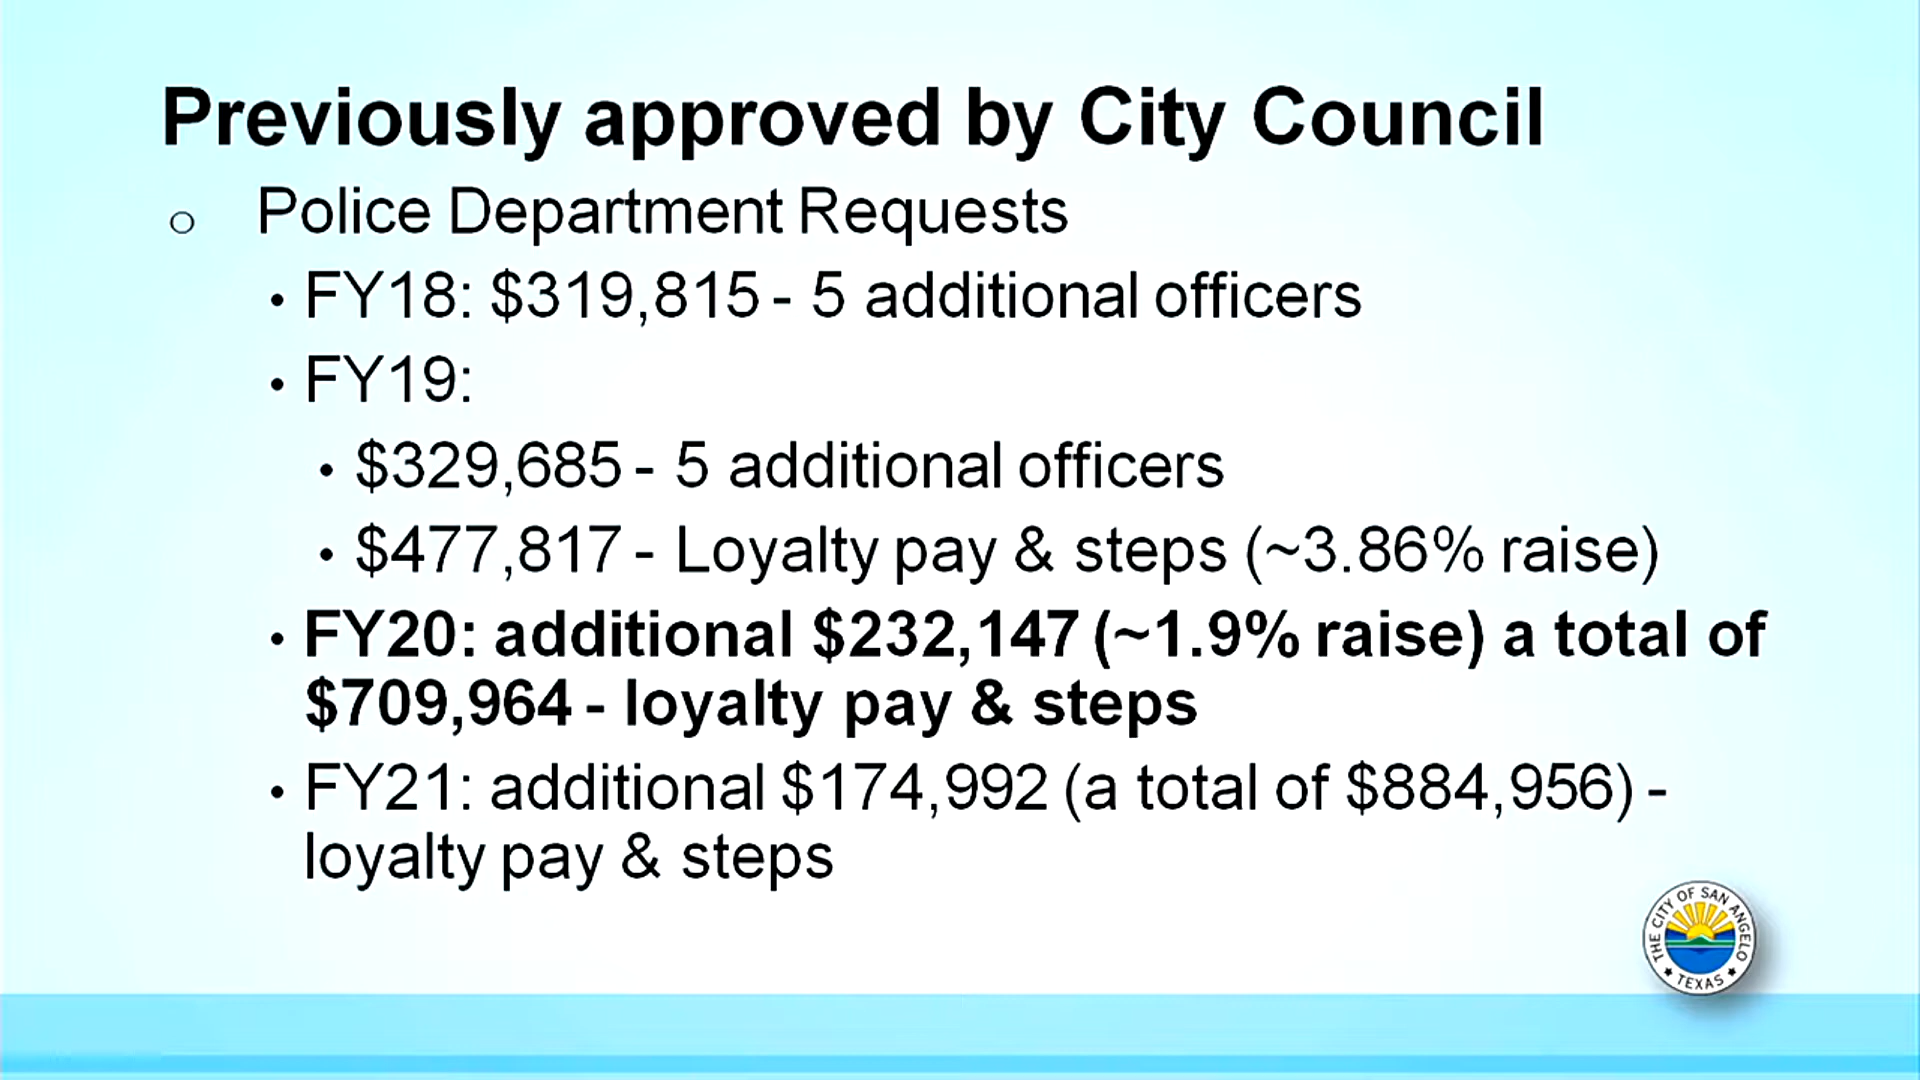 Previously approved by City Council
○ Police Department Requests
• FY18: $319,815 - 5 additional officers
• FY19:
• $329,685 - 5 additional officers
• $477,817 - Loyalty pay & steps (~3.86% raise)
• FY20: additional $232,147 (~1.9% raise) a total of
$709,964 - loyalty pay & steps
• FY21: additional $174,992 (a total of $884,956) -
loyalty pay & steps
THE CITY OF SAN ANGELO
★ TEXAS ★